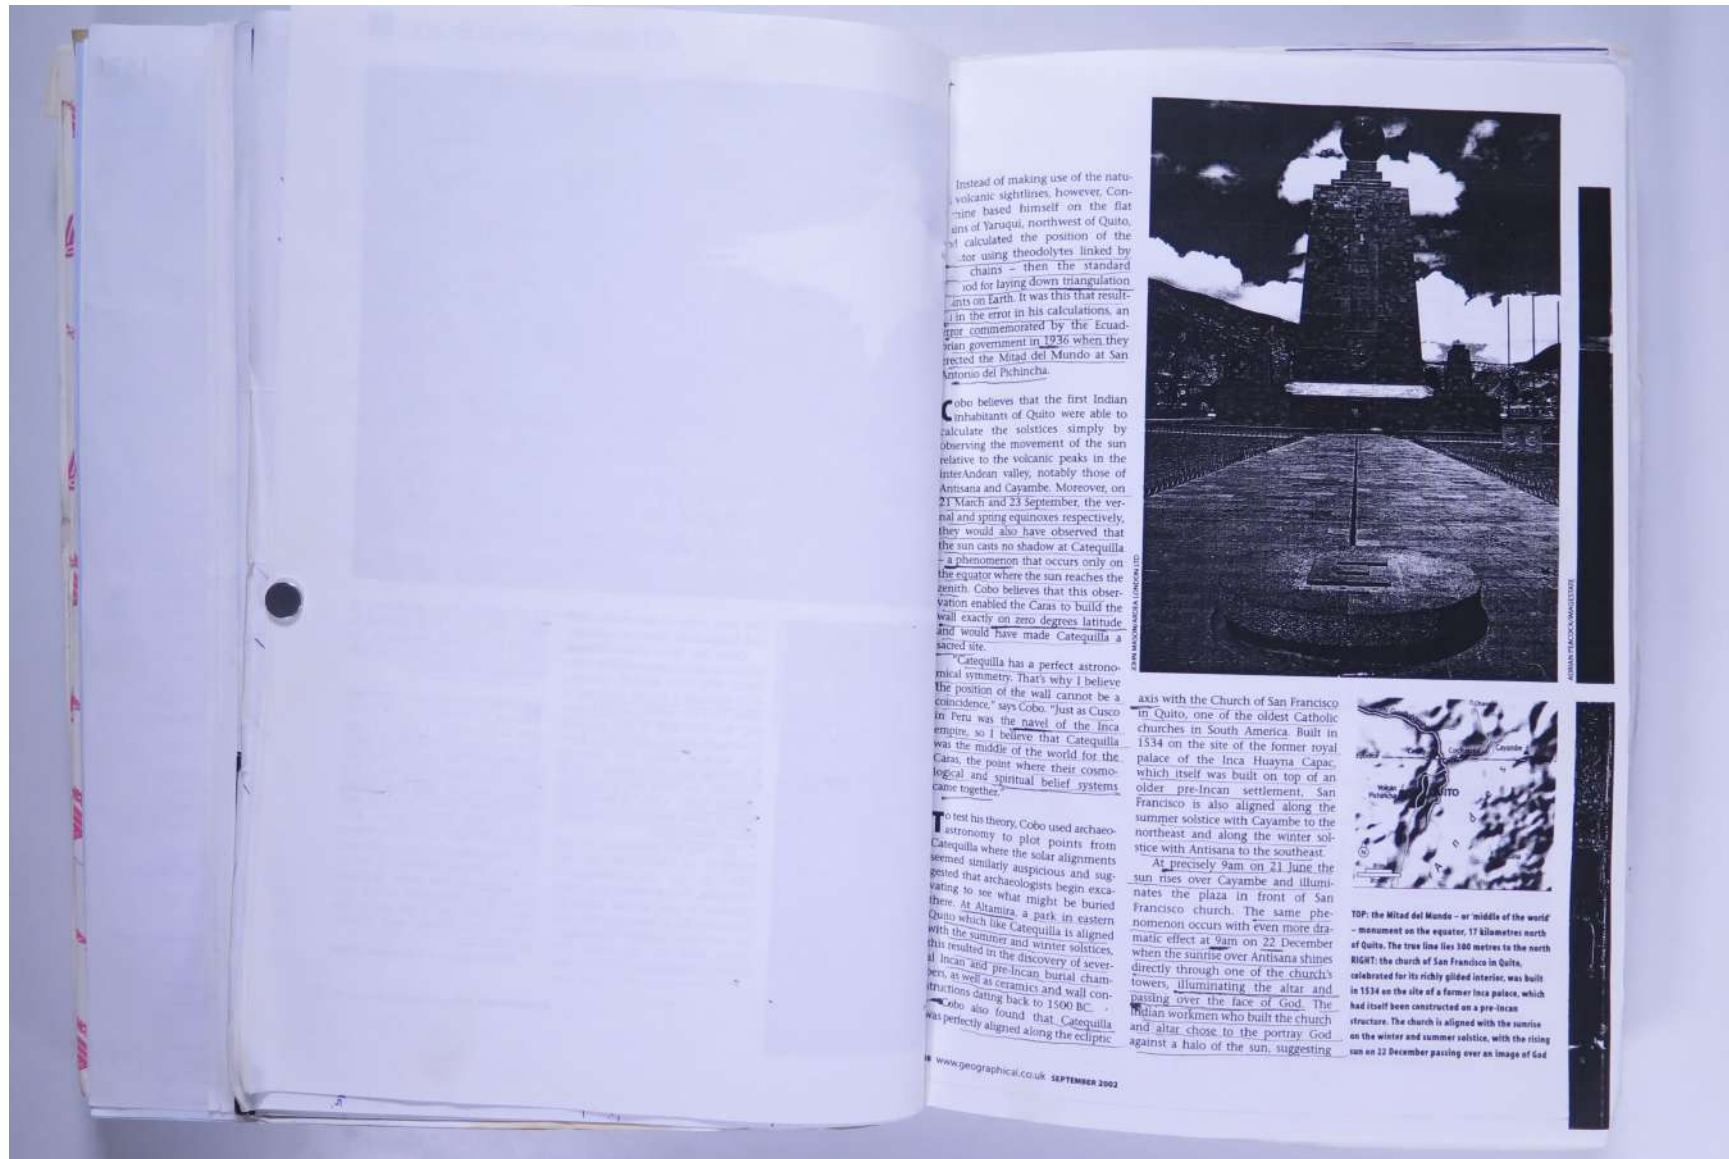 Instead of making use of the natu-
volcanic sightlines, however, Con-
mine based himself on the flat
ains of Yaruqui, northwest of Quito,
calculated the position of the
tor using theodolytes linked by
chains – then the standard
od for laying down triangulation
nts on Earth. It was this that result-
in the error in his calculations, an
error commemorated by the Ecuad-
orian government in 1936 when they
erected the Mitad del Mundo at San
Antonio del Pichincha.
Cobo believes that the first Indian
inhabitants of Quito were able to
calculate the solstices simply by
observing the movement of the sun
relative to the volcanic peaks in the
interAndean valley, notably those of
Antisana and Cayambe. Moreover, on
21 March and 23 September, the ver-
nal and spring equinoxes respectively,
they would also have observed that
the sun casts no shadow at Catequilla
– a phenomenon that occurs only on
the equator where the sun reaches the
zenith. Cobo believes that this obser-
vation enabled the Caras to build the
wall exactly on zero degrees latitude
and would have made Catequilla a
sacred site.
"Catequilla has a perfect astrono-
mical symmetry. That's why I believe
the position of the wall cannot be a
coincidence," says Cobo. "Just as Cusco
in Peru was the navel of the Inca
empire, so I believe that Catequilla
was the middle of the world for the
Caras, the point where their cosmo-
logical and spiritual belief systems
came together."
To test his theory, Cobo used archaeo-
astronomy to plot points from
Catequilla where the solar alignments
seemed similarly auspicious and sug-
gested that archaeologists begin exca-
vating to see what might be buried
there. At Altamira, a park in eastern
Quito which like Catequilla is aligned
with the summer and winter solstices,
this resulted in the discovery of sever-
al Incan and pre-Incan burial cham-
bers, as well as ceramics and wall con-
structions dating back to 1500 BC.
Cobo also found that Catequilla
was perfectly aligned along the ecliptic
www.geographical.co.uk SEPTEMBER 2002
JOHN MASON/ARDEA LONDON LTD
axis with the Church of San Francisco
in Quito, one of the oldest Catholic
churches in South America. Built in
1534 on the site of the former royal
palace of the Inca Huayna Capac,
which itself was built on top of an
older pre-Incan settlement, San
Francisco is also aligned along the
summer solstice with Cayambe to the
northeast and along the winter sol-
stice with Antisana to the southeast.
At precisely 9am on 21 June the
sun rises over Cayambe and illumi-
nates the plaza in front of San
Francisco church. The same phe-
nomenon occurs with even more dra-
matic effect at 9am on 22 December
when the sunrise over Antisana shines
directly through one of the church's
towers, illuminating the altar and
passing over the face of God. The
Indian workmen who built the church
and altar chose to the portray God
against a halo of the sun, suggesting
ADRIAN PEACOCK/IMAGESTATE
Cayambe
Volcan
Pichincha
QUITO
TOP: the Mitad del Mundo – or 'middle of the world'
– monument on the equator, 17 kilometres north
of Quito. The true line lies 300 metres to the north
RIGHT: the church of San Francisco in Quito,
celebrated for its richly gilded interior, was built
in 1534 on the site of a former Inca palace, which
had itself been constructed on a pre-Incan
structure. The church is aligned with the sunrise
on the winter and summer solstice, with the rising
sun on 22 December passing over an image of God